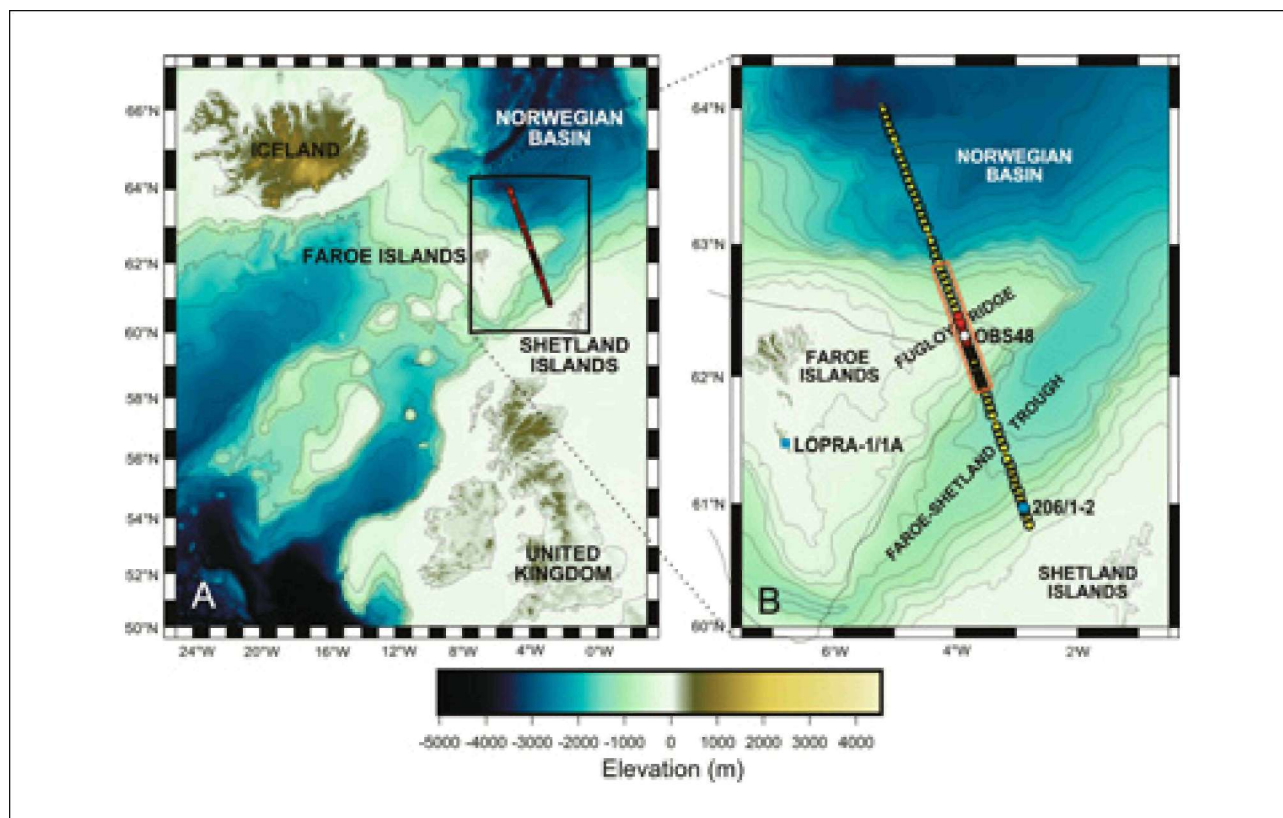 66°N
64°N
62°N
60°N
58°N
56°N
54°N
52°N
50°N
24°W
20°W
16°W
12°W
8°W
4°W
0°W
ICELAND
NORWEGIAN
BASIN
FAROE ISLANDS
SHETLAND
ISLANDS
UNITED
KINGDOM
A
64°N
63°N
62°N
61°N
60°N
6°W
4°W
2°W
NORWEGIAN
BASIN
FUGLOY RIDGE
OBS48
FAROE
ISLANDS
LOPRA-1/1A
FAROE-SHETLAND TROUGH
206/1-2
SHETLAND
ISLANDS
B
-5000 -4000 -3000 -2000 -1000 0 1000 2000 3000 4000
Elevation (m)